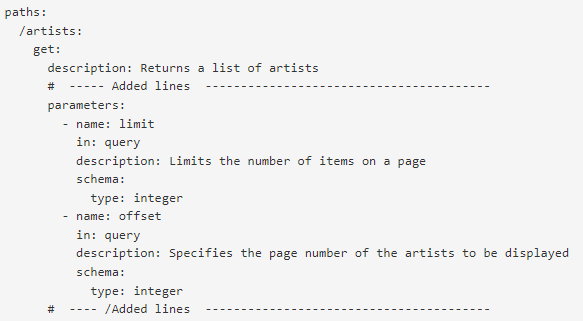 paths:
  /artists:
    get:
      description: Returns a list of artists
      #  ----- Added lines  ----------------------------------------
      parameters:
        - name: limit
          in: query
          description: Limits the number of items on a page
          schema:
            type: integer
        - name: offset
          in: query
          description: Specifies the page number of the artists to be displayed
          schema:
            type: integer
      #  ---- /Added lines  ----------------------------------------